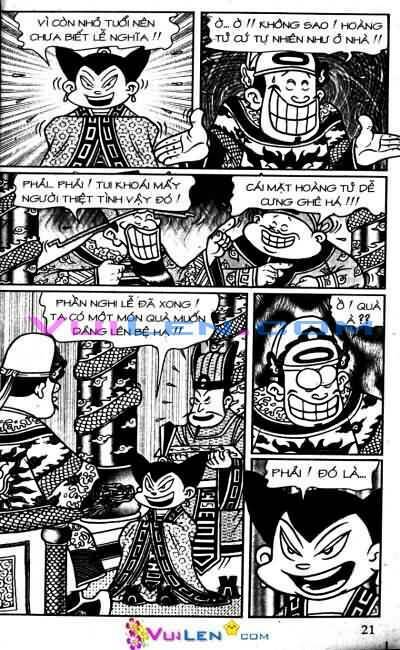 VÌ CÒN NHỎ TUỔI NÊN
CHƯA BIẾT LỄ NGHĨA !!
Ơ.. Ơ !! KHÔNG SAO ! HOÀNG
TỬ CỨ TỰ NHIÊN NHƯ Ở NHÀ !!
PHẢI.. PHẢI ! TUI KHOÁI MẤY
NGƯỜI THIỆT TÌNH VẬY ĐÓ !
CÁI MẶT HOÀNG TỬ DỄ
CƯNG GHÊ HÁ !!!
PHẦN NGHI LỄ ĐÃ XONG !
TA CÓ MỘT MÓN QUÀ MUỐN
DÂNG LÊN BỆ HẠ !!
Ờ ! QUÀ
À ??
VUILEN.COM
PHẢI ! ĐÓ LÀ...
21
VUILEN.COM